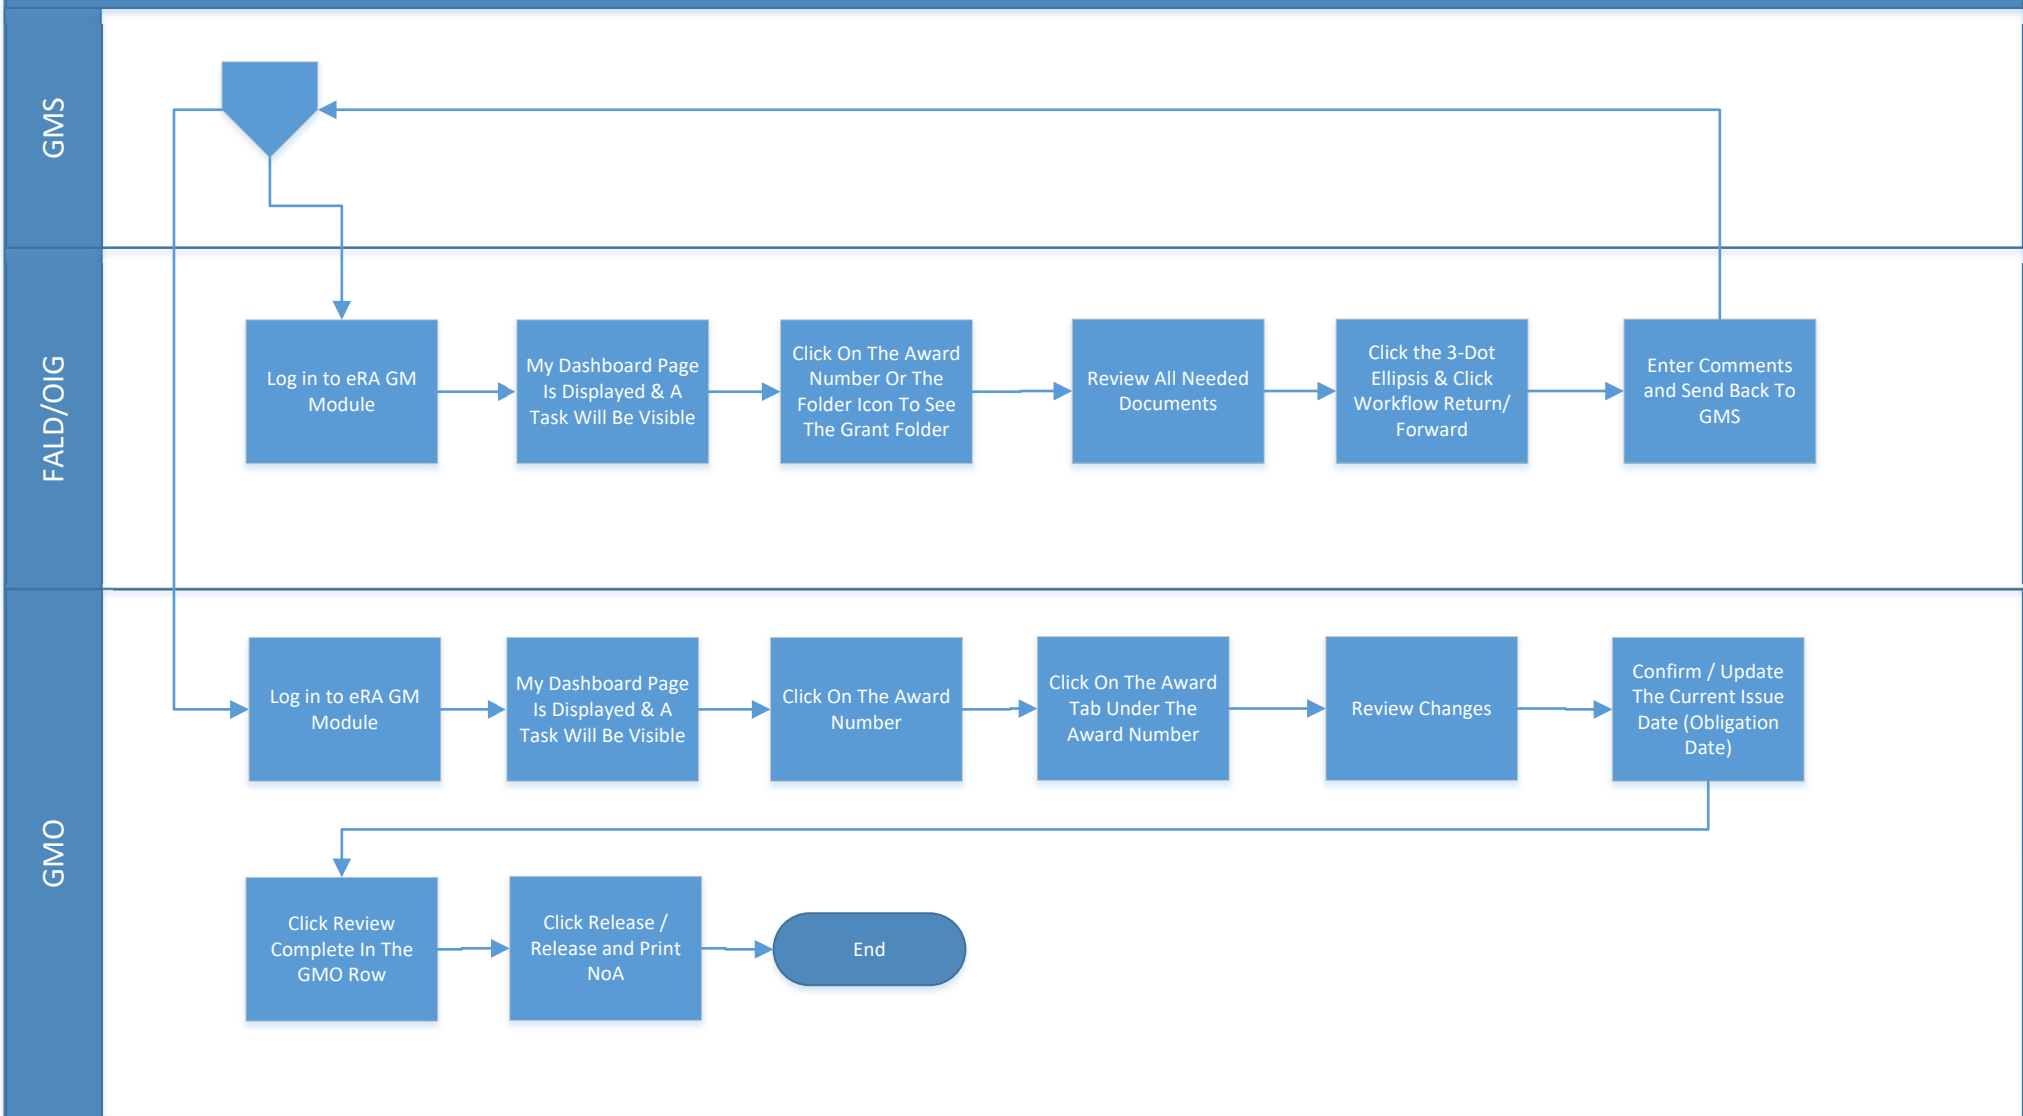 GMS
FALD/OIG
Log in to eRA GM
Module
My Dashboard Page
Is Displayed & A
Task Will Be Visible
Click On The Award
Number Or The
Folder Icon To See
The Grant Folder
Review All Needed
Documents
Click the 3-Dot
Ellipsis & Click
Workflow Return/
Forward
Enter Comments
and Send Back To
GMS
GMO
Log in to eRA GM
Module
My Dashboard Page
Is Displayed & A
Task Will Be Visible
Click On The Award
Number
Click On The Award
Tab Under The
Award Number
Review Changes
Confirm / Update
The Current Issue
Date (Obligation
Date)
Click Review
Complete In The
GMO Row
Click Release /
Release and Print
NoA
End